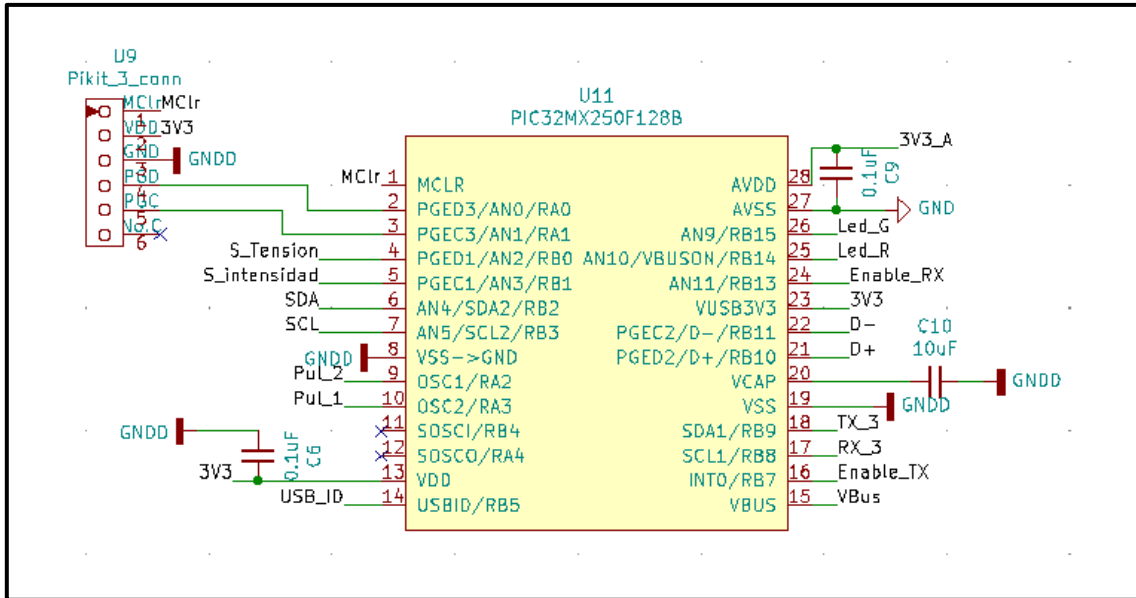 U9
Pikit_3_conn
MClr MClr
1
VDD 3V3
2
GND GNDD
3
PGD
4
PGC
5
No.C
6
U11
PIC32MX250F128B
MClr 1 MCLR
2 PGED3/AN0/RA0
3 PGEC3/AN1/RA1
S_Tension 4 PGED1/AN2/RB0
S_intensidad 5 PGEC1/AN3/RB1
SDA 6 AN4/SDA2/RB2
SCL 7 AN5/SCL2/RB3
GNDD 8 VSS->GND
Pul_2 9 OSC1/RA2
Pul_1 10 OSC2/RA3
11 SOSCI/RB4
12 SOSCO/RA4
3V3 13 VDD
USB_ID 14 USBID/RB5
GNDD
0.1uF
C6
AVDD 28 3V3_A
0.1uF
C9
AVSS 27 GND
AN9/RB15 26 Led_G
AN10/VBUSON/RB14 25 Led_R
AN11/RB13 24 Enable_RX
VUSB3V3 23 3V3
PGEC2/D-/RB11 22 D-
PGED2/D+/RB10 21 D+
C10
10uF
VCAP 20 GNDD
VSS 19 GNDD
SDA1/RB9 18 TX_3
SCL1/RB8 17 RX_3
INT0/RB7 16 Enable_TX
VBUS 15 VBus